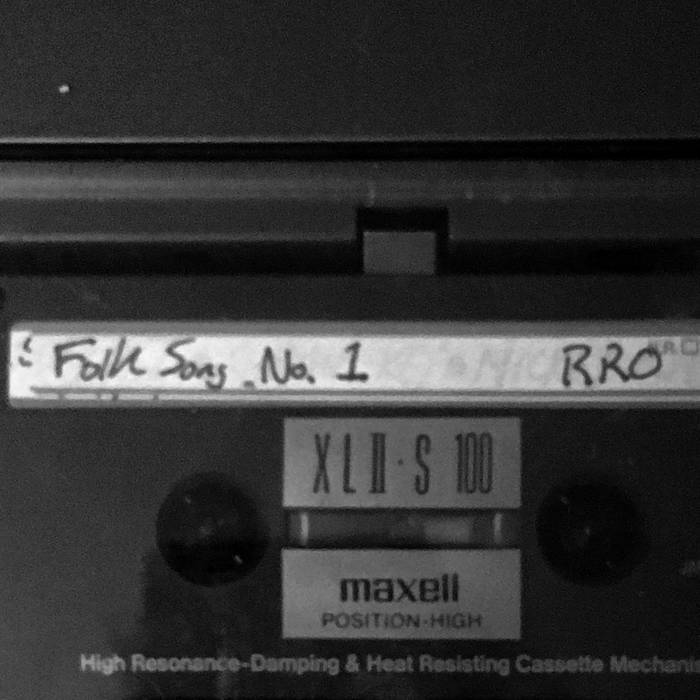 Folk Song No. 1 RRO
XLII·S 100
maxell
POSITION-HIGH
High Resonance-Damping & Heat Resisting Cassette Mechanis